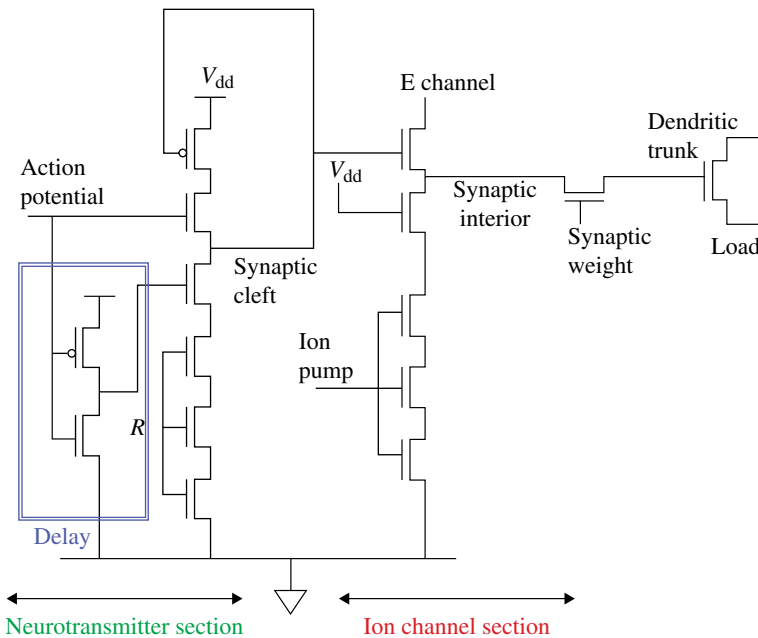 V_dd
E channel
Dendritic
trunk
Action
potential
V_dd
Synaptic
interior
Synaptic
cleft
Synaptic
weight
Load
Ion
pump
R
Delay
Neurotransmitter section
Ion channel section